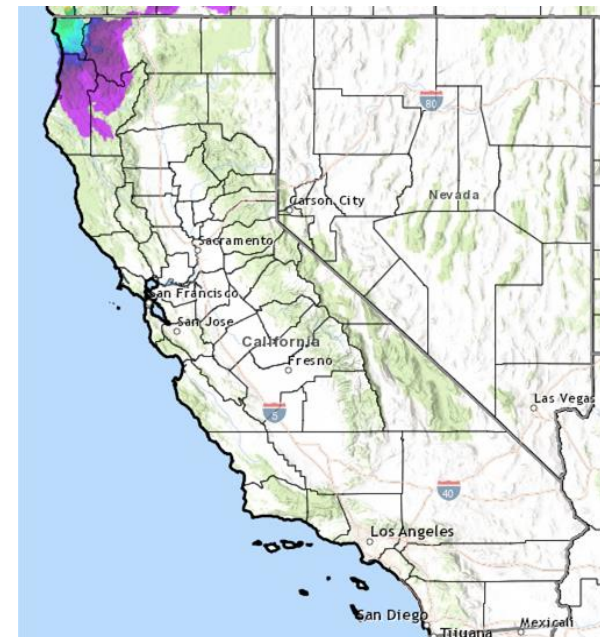 80
Nevada
Carson City
Sacramento
San Francisco
San Jose
California
Fresno
Las Vegas
5
40
Los Angeles
San Diego
Mexicali
Tijuana